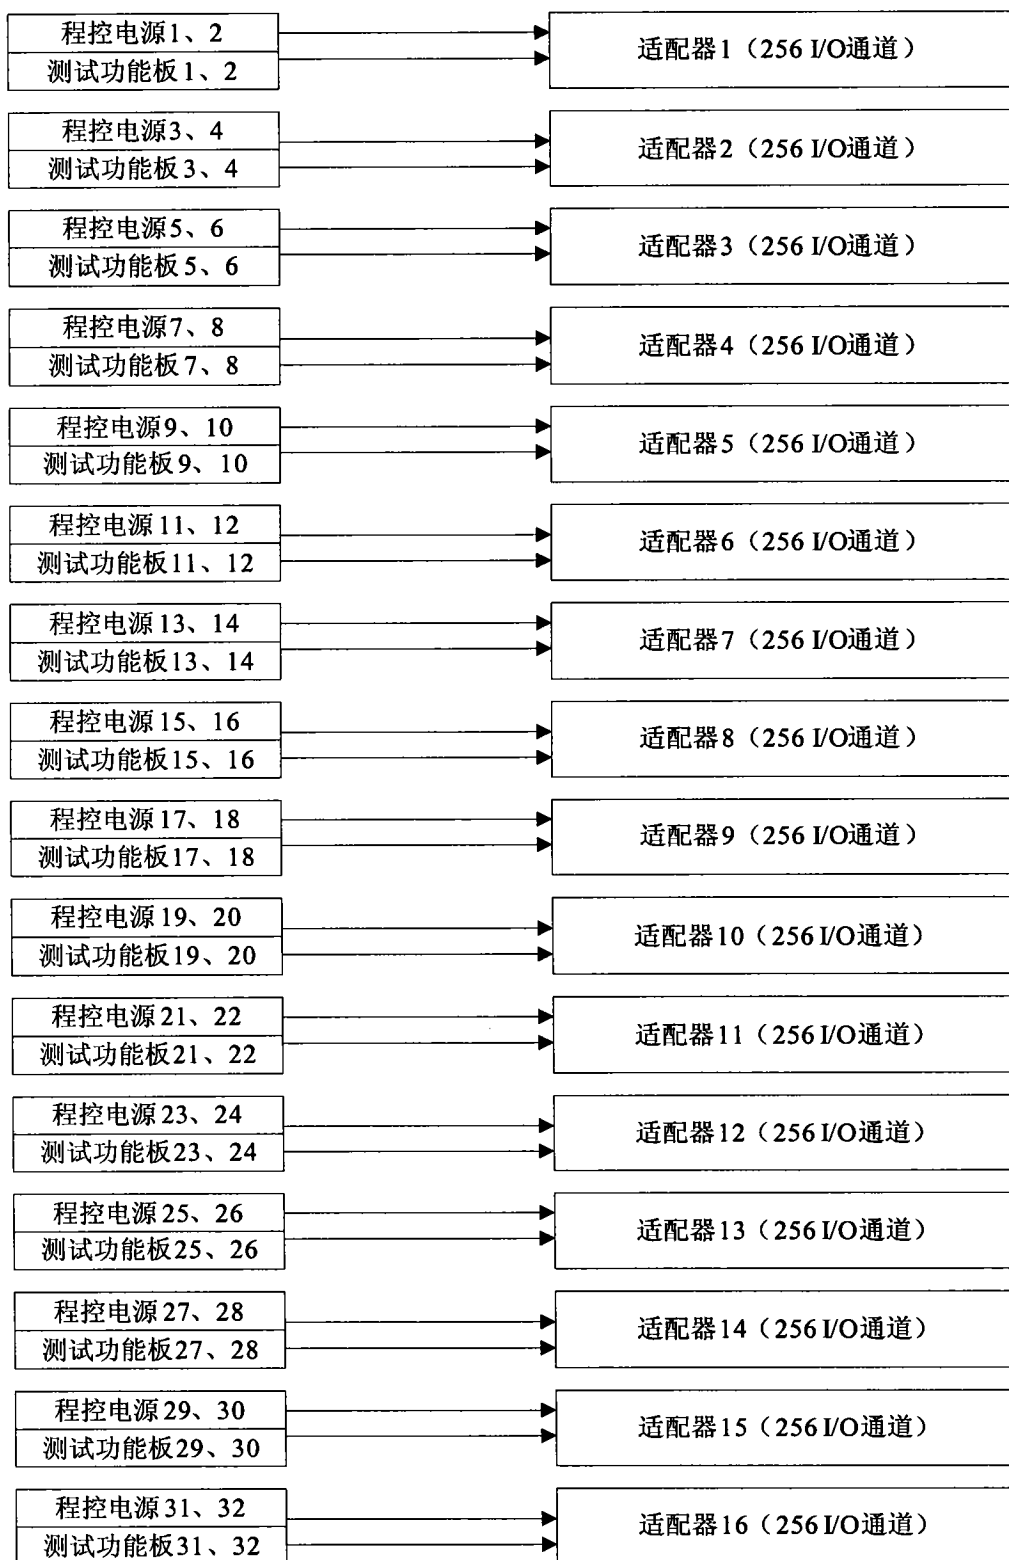 程控电源1、2
测试功能板1、2
适配器1（256 I/O通道）
程控电源3、4
测试功能板3、4
适配器2（256 I/O通道）
程控电源5、6
测试功能板5、6
适配器3（256 I/O通道）
程控电源7、8
测试功能板7、8
适配器4（256 I/O通道）
程控电源9、10
测试功能板9、10
适配器5（256 I/O通道）
程控电源11、12
测试功能板11、12
适配器6（256 I/O通道）
程控电源13、14
测试功能板13、14
适配器7（256 I/O通道）
程控电源15、16
测试功能板15、16
适配器8（256 I/O通道）
程控电源17、18
测试功能板17、18
适配器9（256 I/O通道）
程控电源19、20
测试功能板19、20
适配器10（256 I/O通道）
程控电源21、22
测试功能板21、22
适配器11（256 I/O通道）
程控电源23、24
测试功能板23、24
适配器12（256 I/O通道）
程控电源25、26
测试功能板25、26
适配器13（256 I/O通道）
程控电源27、28
测试功能板27、28
适配器14（256 I/O通道）
程控电源29、30
测试功能板29、30
适配器15（256 I/O通道）
程控电源31、32
测试功能板31、32
适配器16（256 I/O通道）